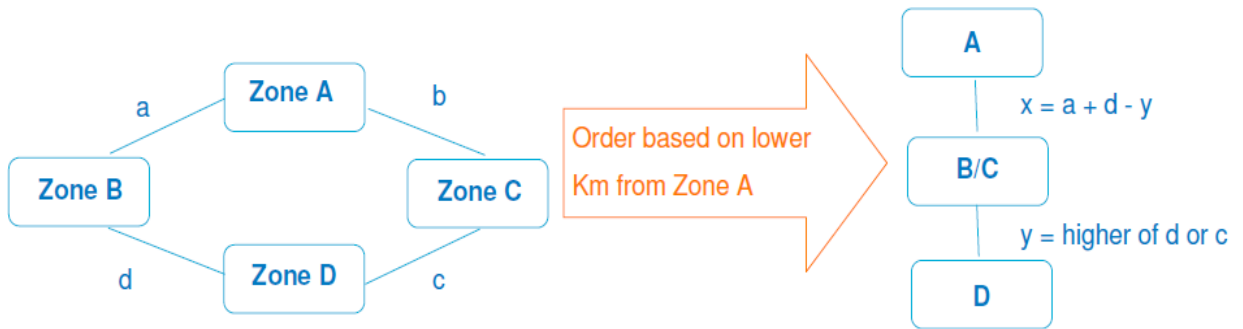 Zone A
a
b
Zone B
Zone C
Zone D
d
c
Order based on lower
Km from Zone A
A
x = a + d - y
B/C
y = higher of d or c
D